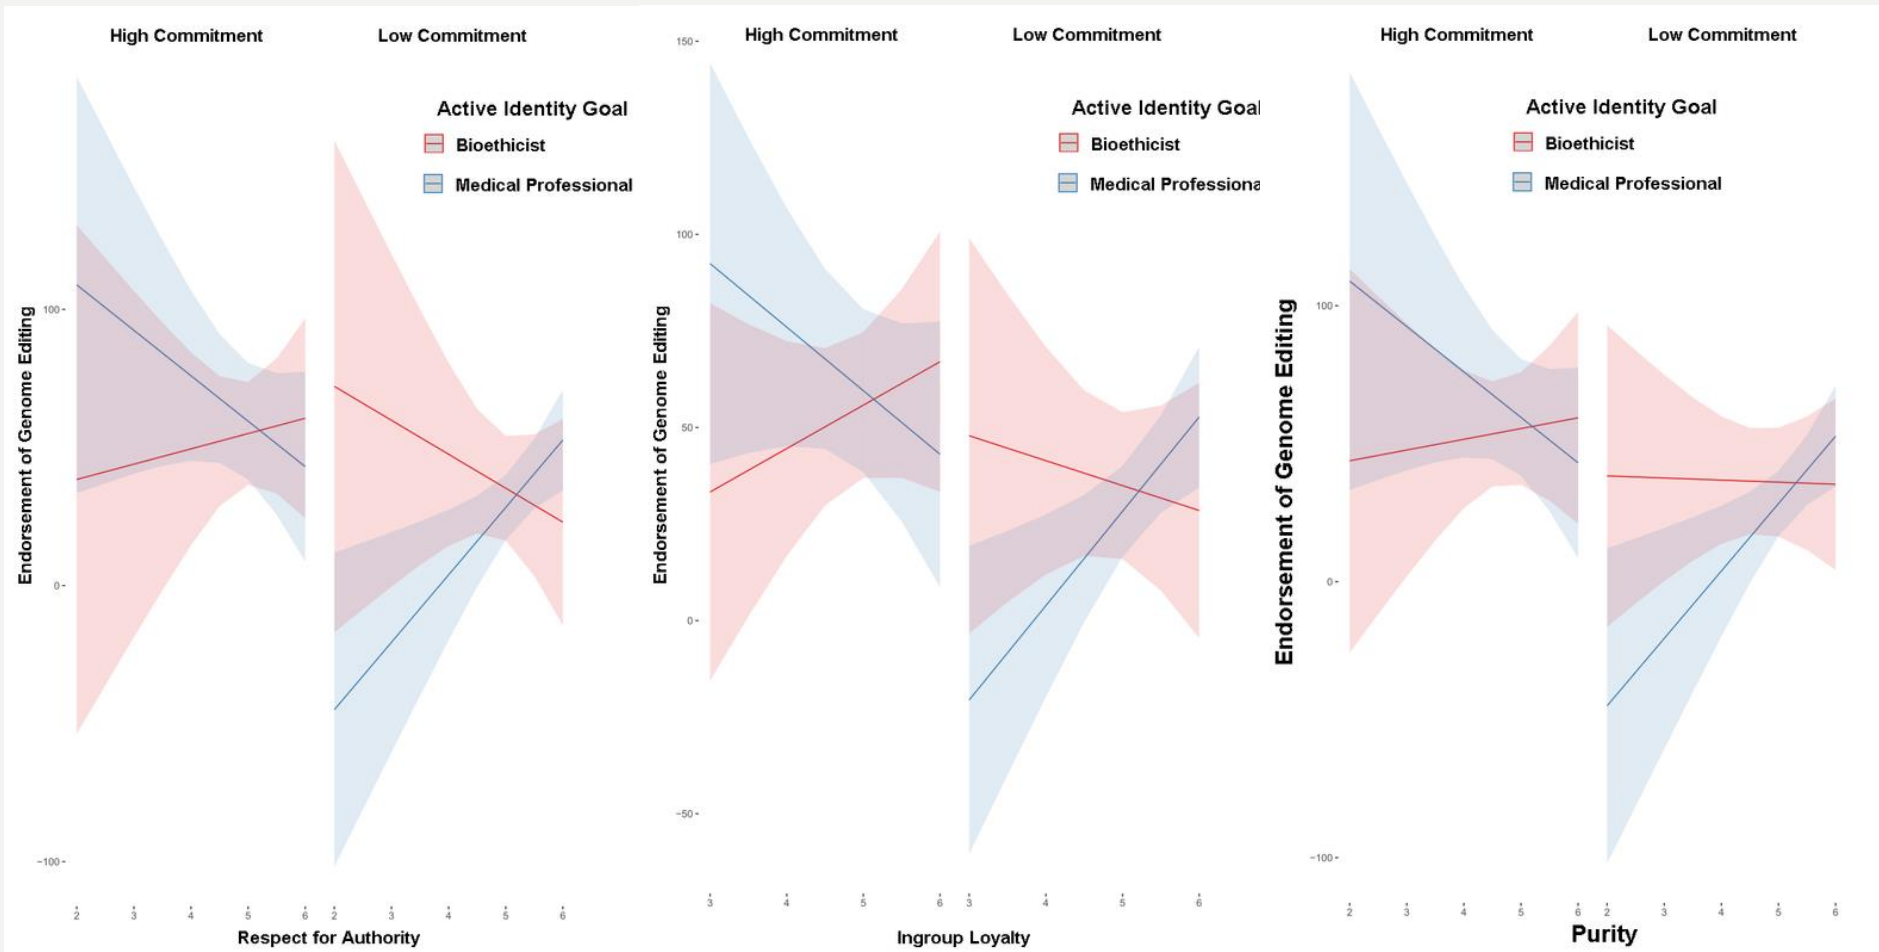 High Commitment
Low Commitment
Active Identity Goal
Bioethicist
Medical Professional
Endorsement of Genome Editing
100
0
−100
2 3 4 5 6 2 3 4 5 6
Respect for Authority
High Commitment
Low Commitment
Active Identity Goal
Bioethicist
Medical Professiona
Endorsement of Genome Editing
150
100
50
0
−50
3 4 5 6 3 4 5 6
Ingroup Loyalty
High Commitment
Low Commitment
Active Identity Goal
Bioethicist
Medical Professional
Endorsement of Genome Editing
100
0
−100
2 3 4 5 6 2 3 4 5 6
Purity